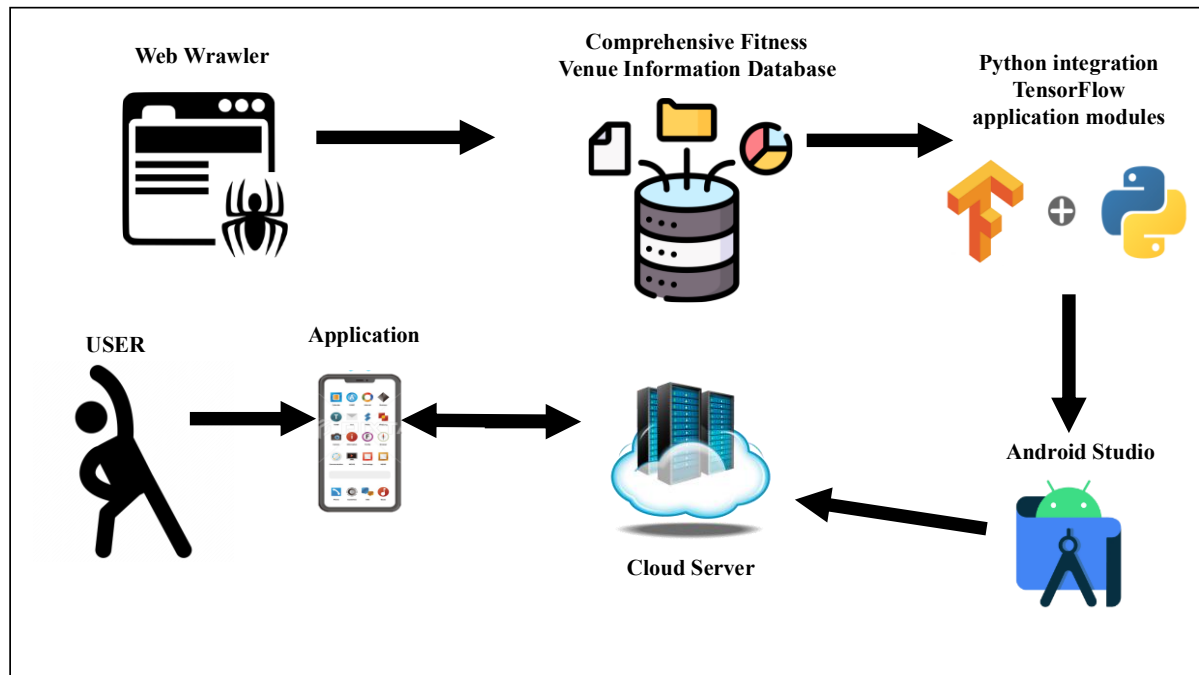 Web Wrawler
Comprehensive Fitness
Venue Information Database
Python integration
TensorFlow
application modules
USER
Application
Android Studio
Cloud Server